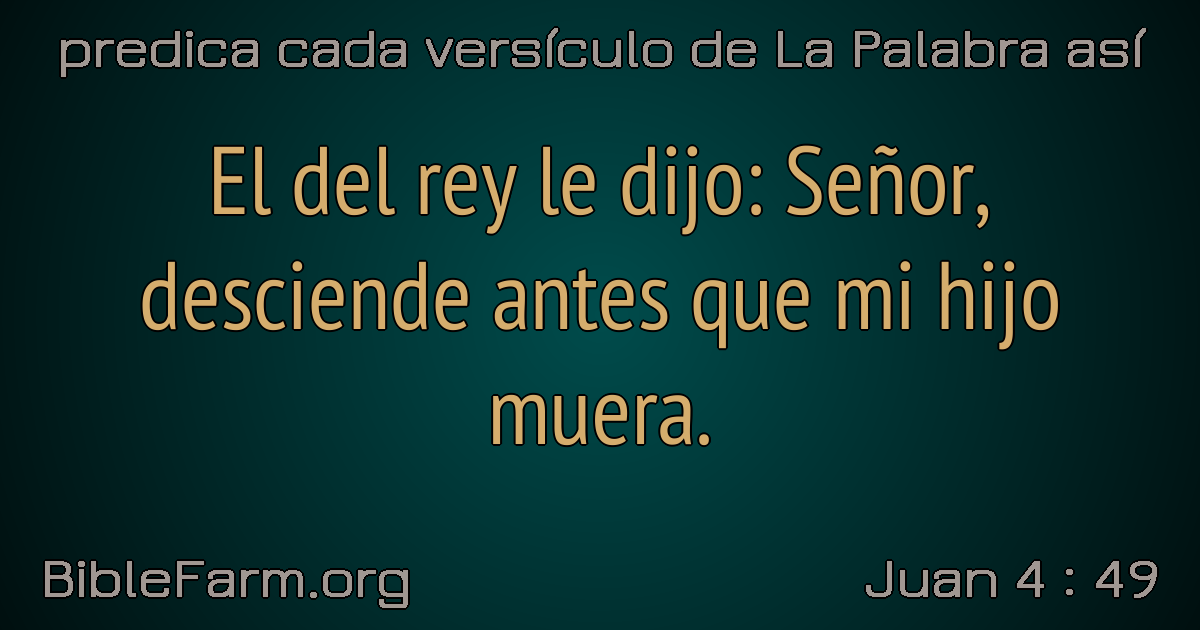 predica cada versículo de La Palabra así
El del rey le dijo: Señor,
desciende antes que mi hijo
muera.
BibleFarm.org
Juan 4 : 49